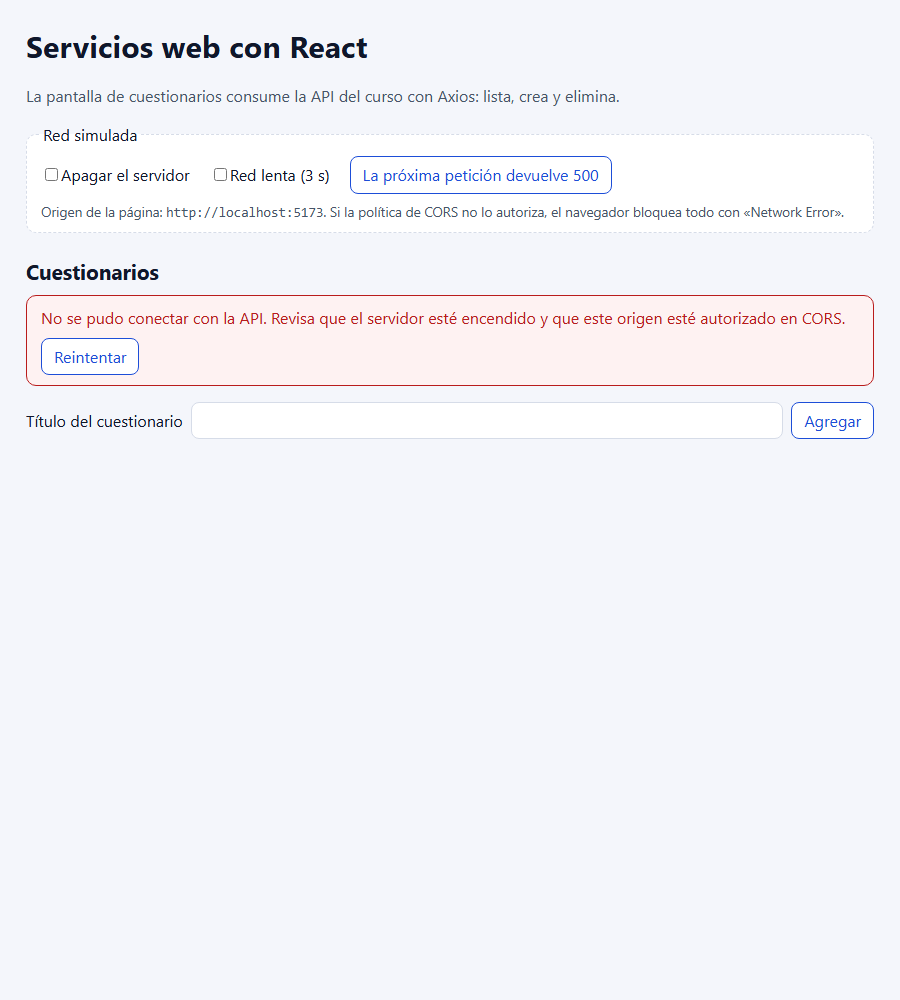 Servicios web con React
La pantalla de cuestionarios consume la API del curso con Axios: lista, crea y elimina.
Red simulada
Apagar el servidor Red lenta (3 s) La próxima petición devuelve 500
Origen de la página: http://localhost:5173. Si la política de CORS no lo autoriza, el navegador bloquea todo con «Network Error».
Cuestionarios
No se pudo conectar con la API. Revisa que el servidor esté encendido y que este origen esté autorizado en CORS.
Reintentar
Título del cuestionario Agregar